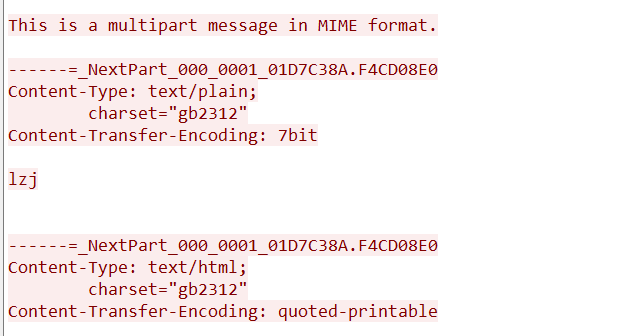 This is a multipart message in MIME format.
------=_NextPart_000_0001_01D7C38A.F4CD08E0
Content-Type: text/plain;
charset="gb2312"
Content-Transfer-Encoding: 7bit
lzj
------=_NextPart_000_0001_01D7C38A.F4CD08E0
Content-Type: text/html;
charset="gb2312"
Content-Transfer-Encoding: quoted-printable